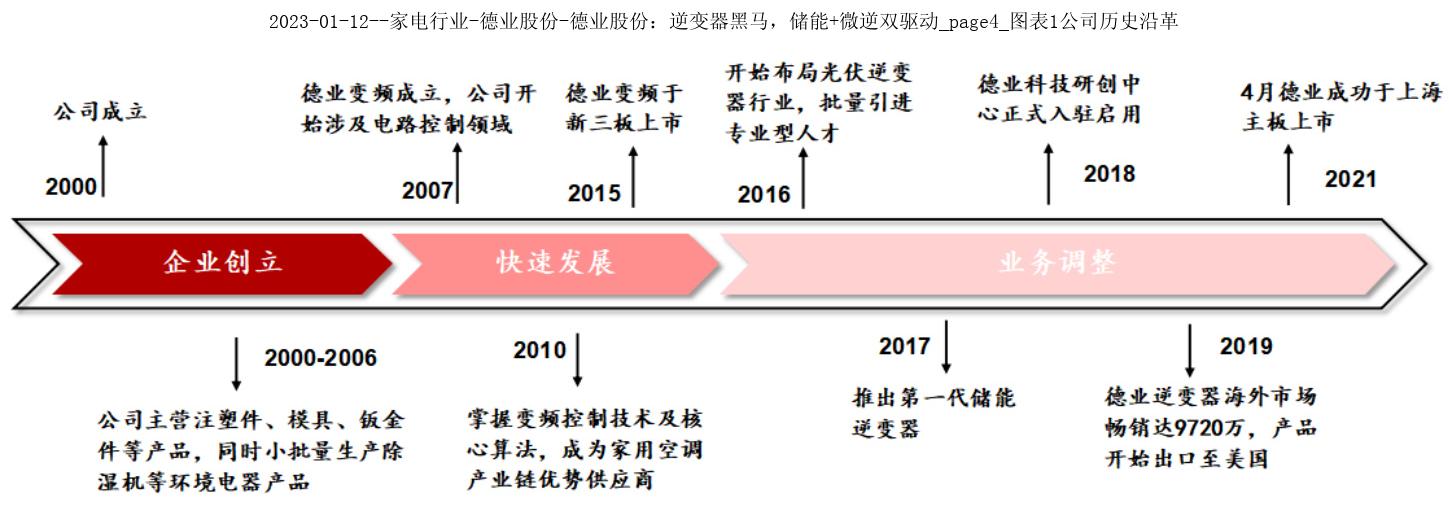 2023-01-12--家电行业-德业股份-德业股份：逆变器黑马，储能+微逆双驱动_page4_图表1公司历史沿革
公司成立
2000
德业变频成立，公司开
始涉及电路控制领域
2007
德业变频于
新三板上市
2015
开始布局光伏逆变
器行业，批量引进
专业型人才
2016
德业科技研创中
心正式入驻启用
2018
4月德业成功于上海
主板上市
2021
企业创立
快速发展
业务调整
2000-2006
公司主营注塑件、模具、钣金
件等产品，同时小批量生产除
湿机等环境电器产品
2010
掌握变频控制技术及核
心算法，成为家用空调
产业链优势供应商
2017
推出第一代储能
逆变器
2019
德业逆变器海外市场
畅销达9720万，产品
开始出口至美国